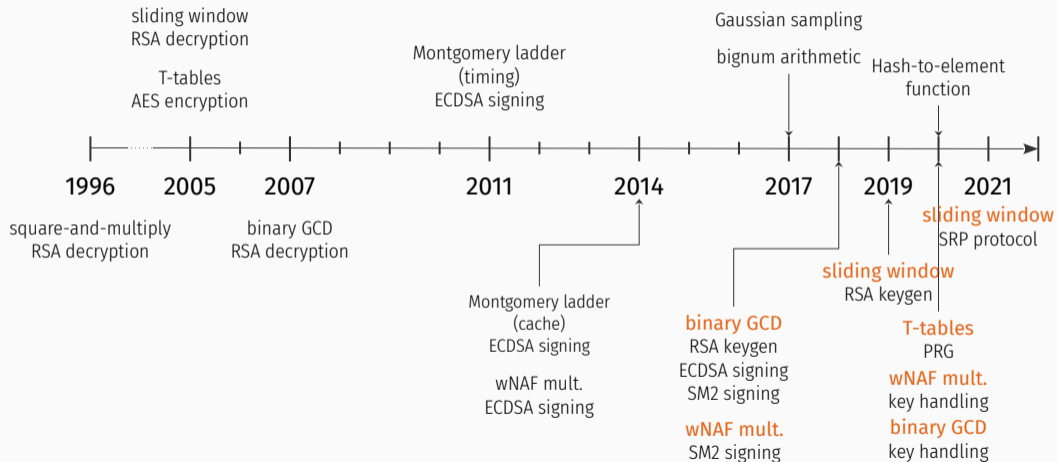 sliding window
RSA decryption
T-tables
AES encryption
Montgomery ladder
(timing)
ECDSA signing
Gaussian sampling
bignum arithmetic
Hash-to-element
function
1996
2005
2007
2011
2014
2017
2019
2021
square-and-multiply
RSA decryption
binary GCD
RSA decryption
Montgomery ladder
(cache)
ECDSA signing
wNAF mult.
ECDSA signing
binary GCD
RSA keygen
ECDSA signing
SM2 signing
wNAF mult.
SM2 signing
sliding window
RSA keygen
sliding window
SRP protocol
T-tables
PRG
wNAF mult.
key handling
binary GCD
key handling